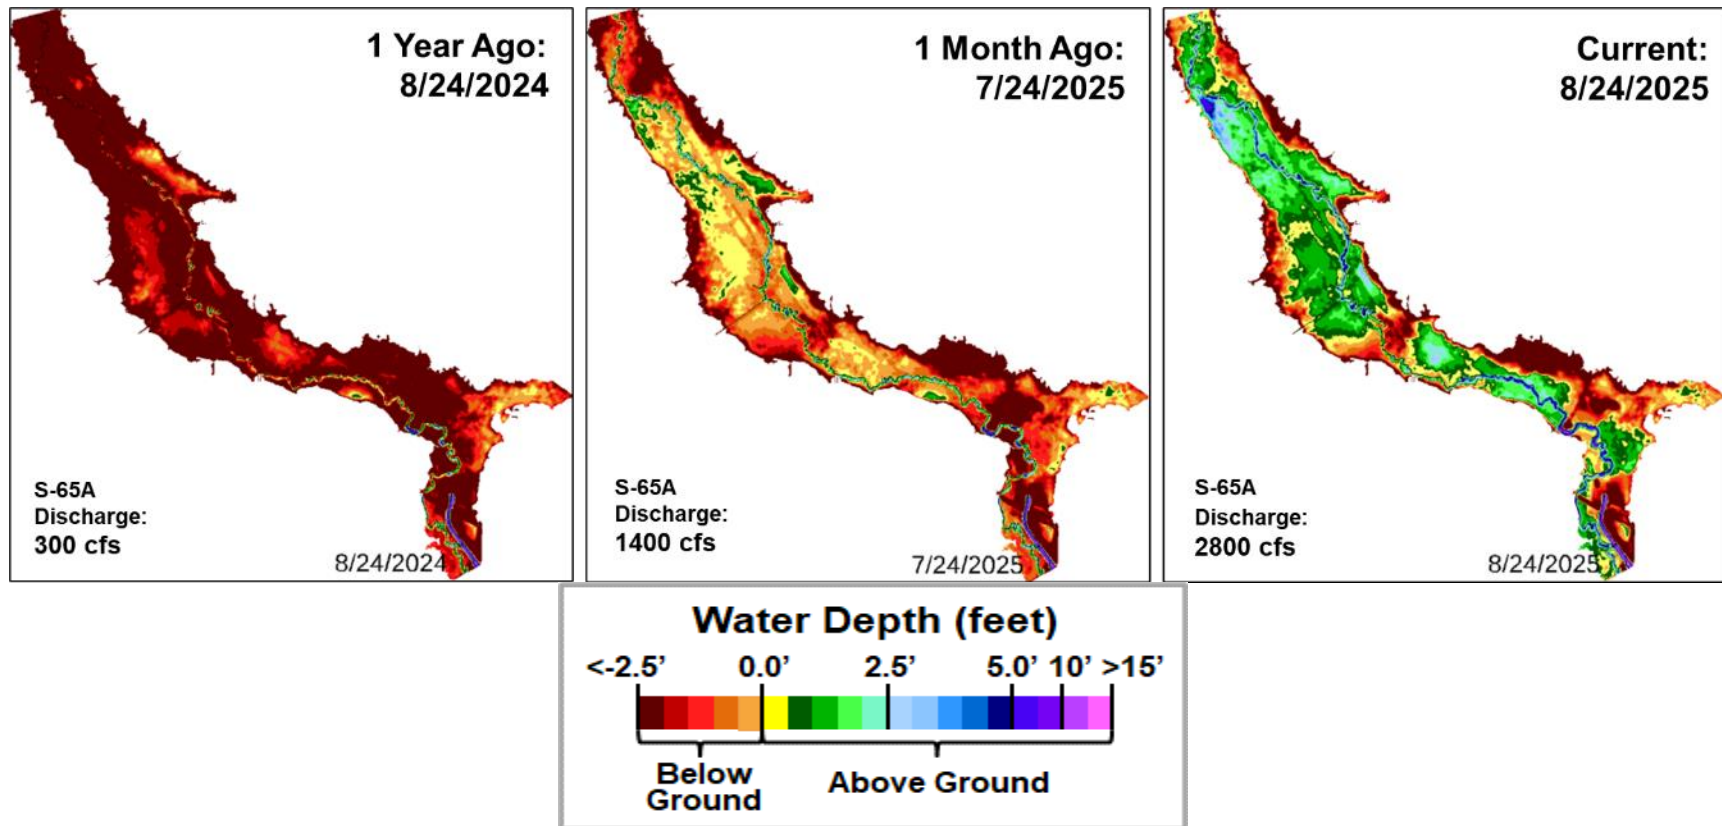 1 Year Ago:
8/24/2024
S-65A
Discharge:
300 cfs
8/24/2024
1 Month Ago:
7/24/2025
S-65A
Discharge:
1400 cfs
7/24/2025
Current:
8/24/2025
S-65A
Discharge:
2800 cfs
8/24/2025
Water Depth (feet)
<-2.5' 0.0' 2.5' 5.0' 10' >15'
Below
Ground
Above Ground